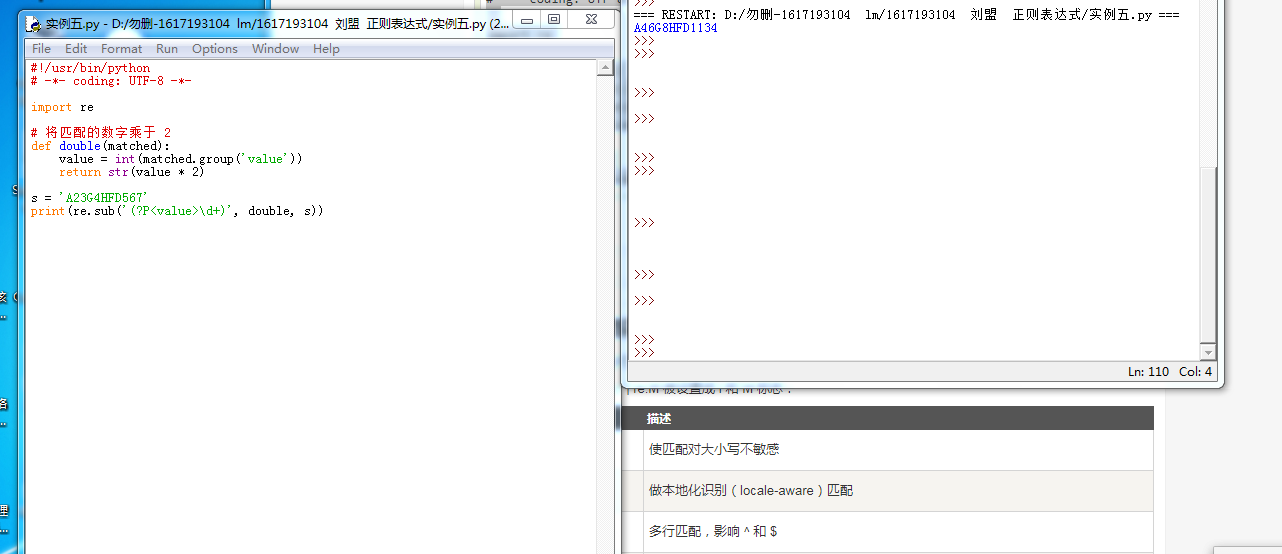 实例五.py - D:/勿删-1617193104 lm/1617193104 刘盟 正则表达式/实例五.py (2...
File Edit Format Run Options Window Help
#!/usr/bin/python
# -*- coding: UTF-8 -*-
import re
# 将匹配的数字乘于 2
def double(matched):
value = int(matched.group('value'))
return str(value * 2)
s = 'A23G4HFD567'
print(re.sub('(?P<value>\d+)', double, s))
>>>
=== RESTART: D:/勿删-1617193104 lm/1617193104 刘盟 正则表达式/实例五.py ===
A46G8HFD1134
>>>
>>>
>>>
>>>
>>>
>>>
>>>
>>>
>>>
>>>
>>>
Ln: 110 Col: 4
描述
使匹配对大小写不敏感
做本地化识别（locale-aware）匹配
多行匹配，影响 ^ 和 $